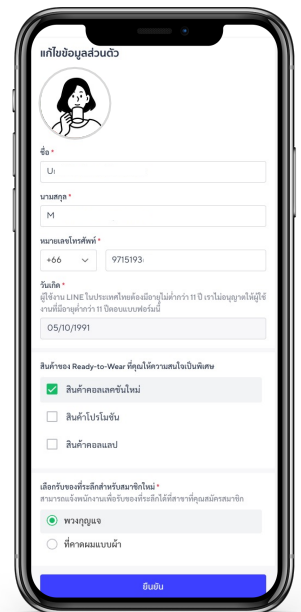 แก้ไขข้อมูลส่วนตัว
ชื่อ *
U
นามสกุล *
M
หมายเลขโทรศัพท์ *
+66 9715193
วันเกิด *
ผู้ใช้งาน LINE ในประเทศไทยต้องมีอายุไม่ต่ำกว่า 11 ปี เราไม่อนุญาตให้ผู้ใช้
งานที่มีอายุต่ำกว่า 11 ปีตอบแบบฟอร์มนี้
05/10/1991
สินค้าของ Ready-to-Wear ที่คุณให้ความสนใจเป็นพิเศษ
สินค้าคอลเลคชันใหม่
สินค้าโปรโมชัน
สินค้าคอลแลป
เลือกรับของที่ระลึกสำหรับสมาชิกใหม่ *
สามารถแจ้งพนักงานเพื่อรับของที่ระลึกได้ที่สาขาที่คุณสมัครสมาชิก
พวงกุญแจ
ที่คาดผมแบบผ้า
ยืนยัน